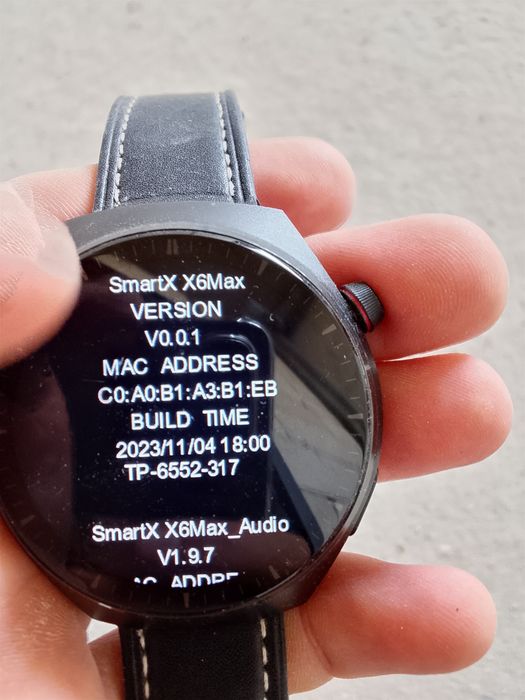 SmartX X6Max
VERSION
V0.0.1
MAC ADDRESS
C0:A0:B1:A3:B1:EB
BUILD TIME
2023/11/04 18:00
TP-6552-317
SmartX X6Max_Audio
V1.9.7